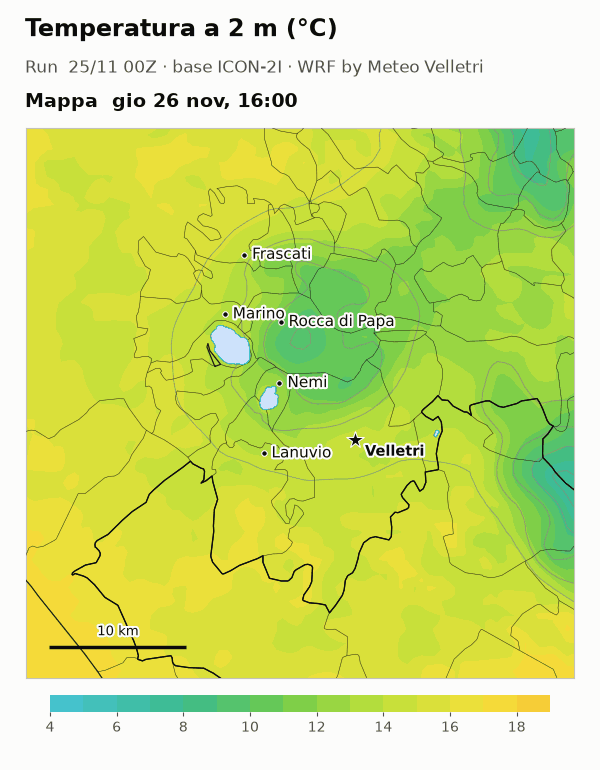 Temperatura a 2 m (°C)
Run  25/11 00Z · base ICON-2I · WRF by Meteo Velletri
Mappa  gio 26 nov, 16:00
Frascati
Marino
Rocca di Papa
Nemi
Velletri
Lanuvio
10 km
4 6 8 10 12 14 16 18